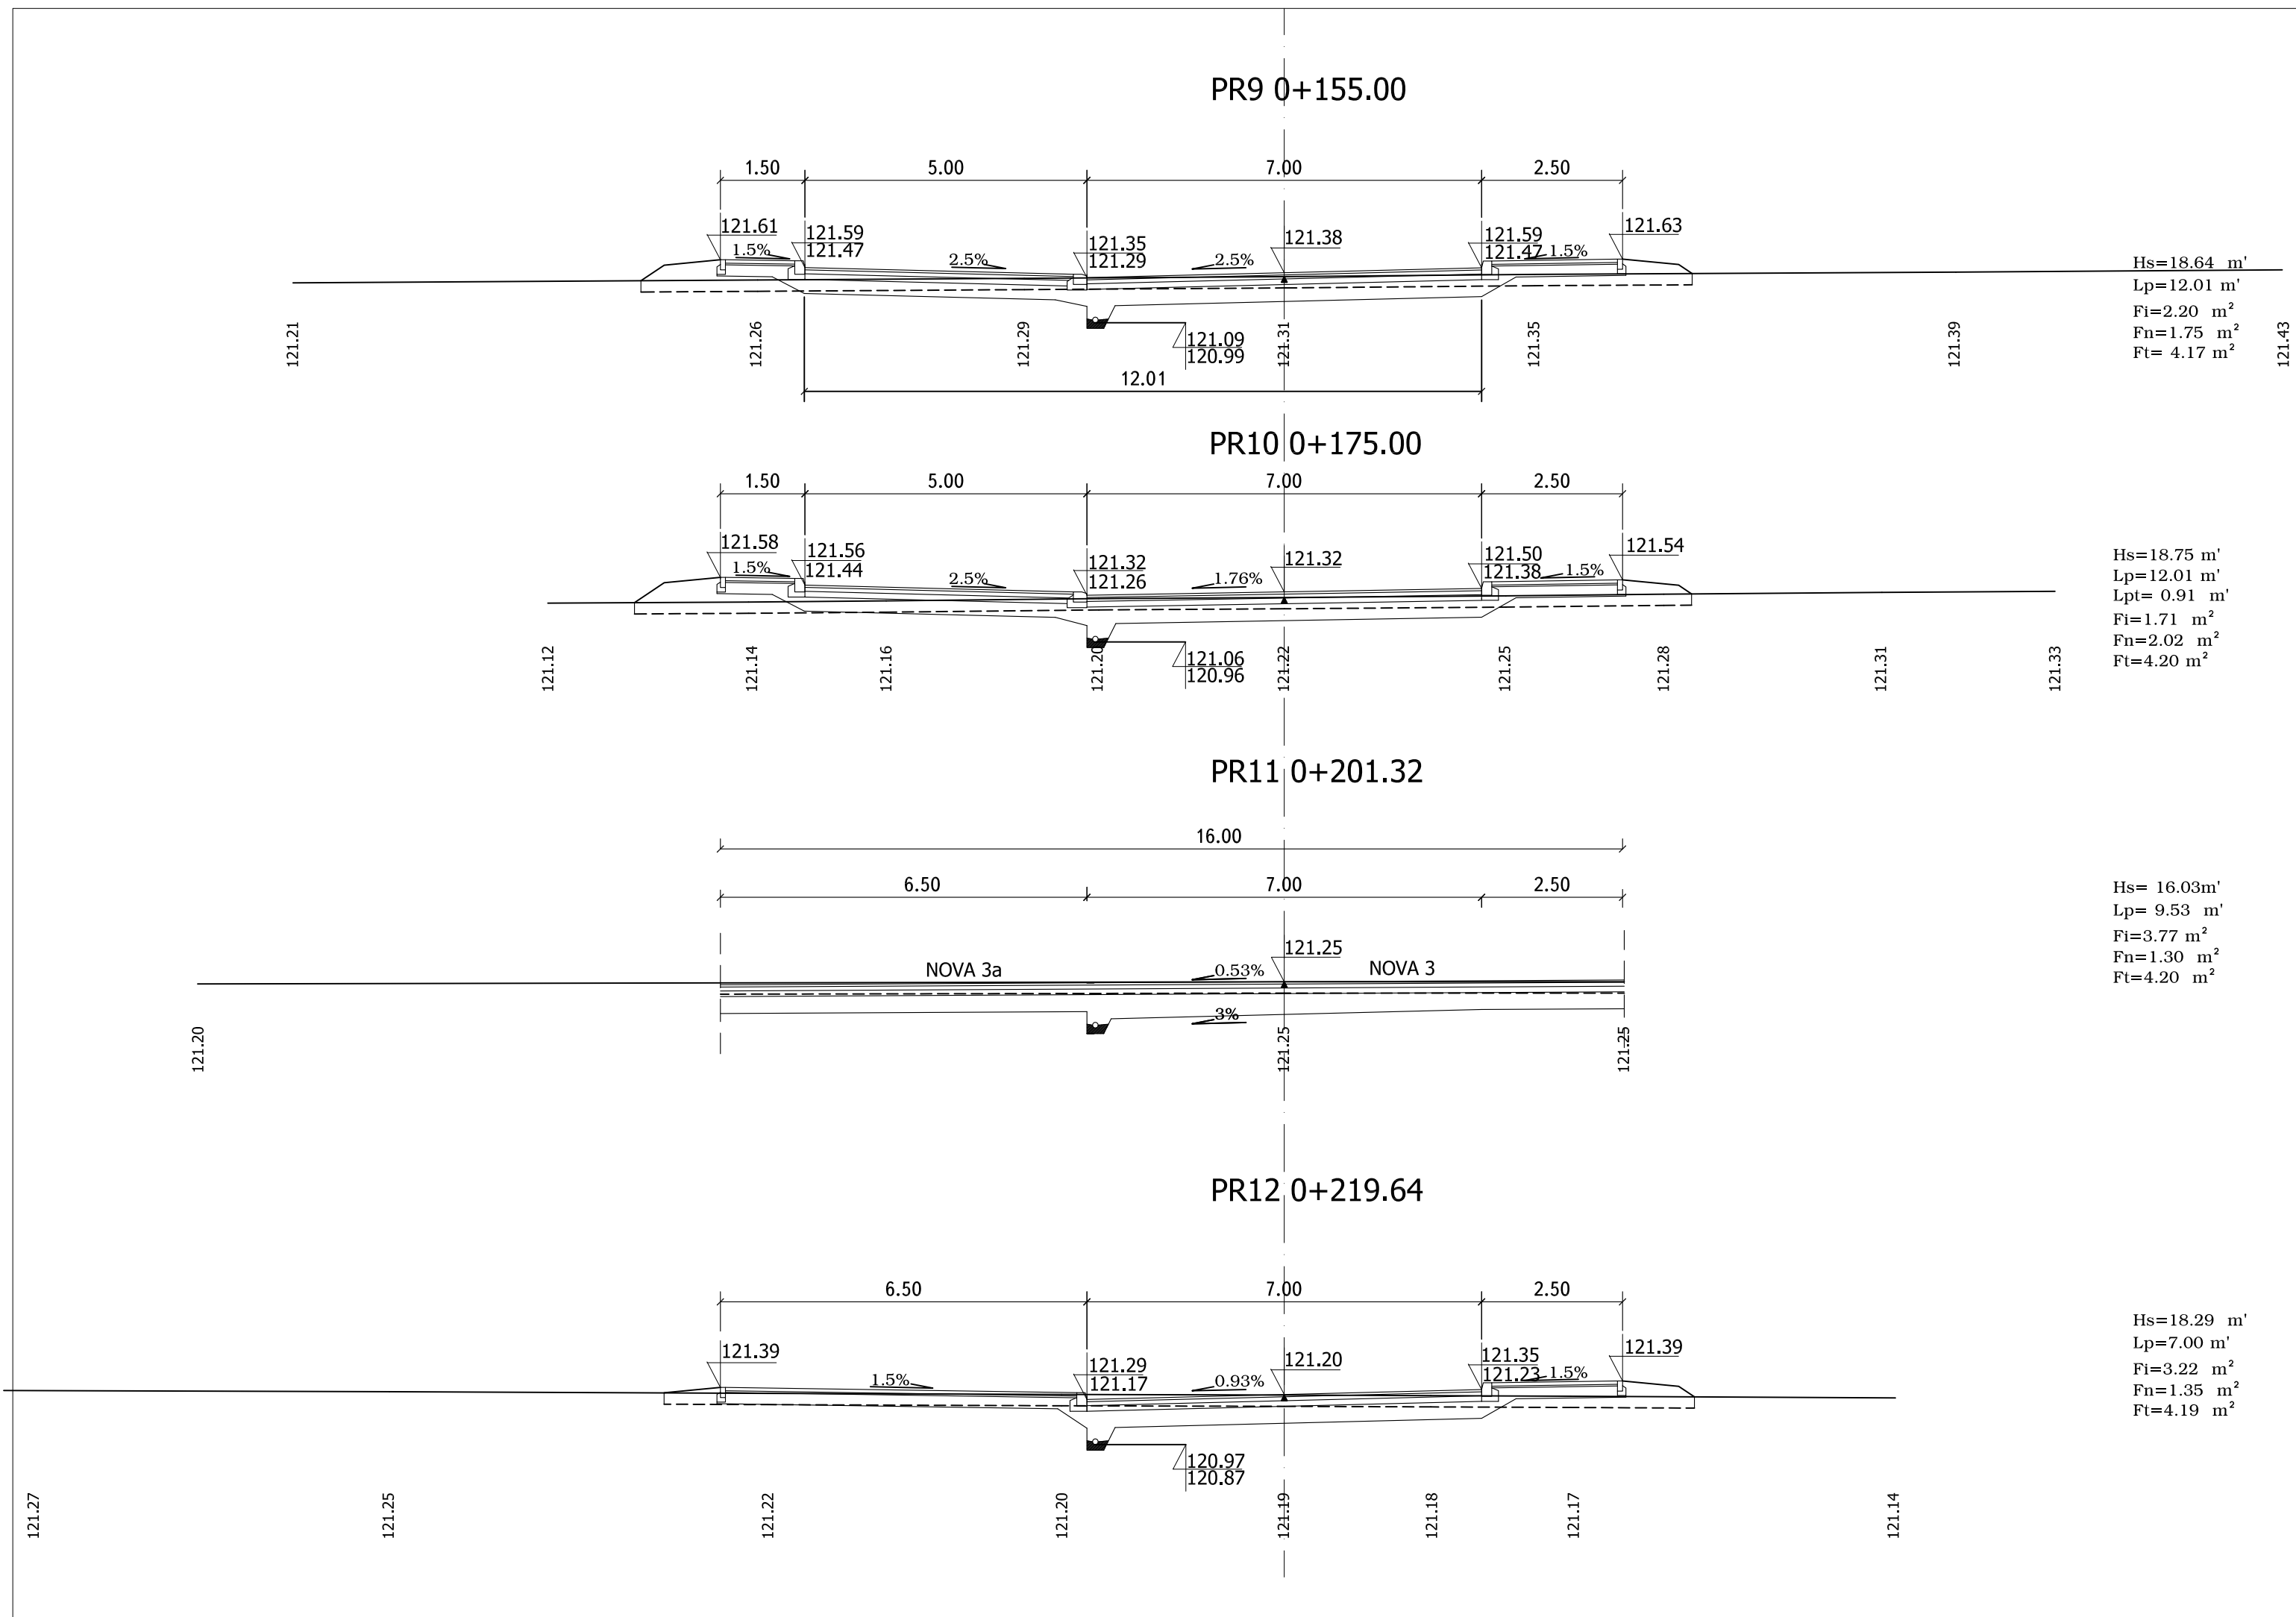 PR9 0+155.00
1.50 5.00 7.00 2.50
121.61 121.59 121.35 121.38 121.59 121.63
121.47 121.29 121.47
1.5% 2.5% 2.5% 1.5%
Hs=18.64 m'
Lp=12.01 m'
Fi=2.20 m²
Fn=1.75 m²
Ft= 4.17 m²
121.21 121.26 121.29 121.31 121.35 121.39 121.43
121.09
120.99
12.01
PR10 0+175.00
1.50 5.00 7.00 2.50
121.58 121.56 121.32 121.32 121.50 121.54
121.44 121.26 121.38
1.5% 2.5% 1.76% 1.5%
Hs=18.75 m'
Lp=12.01 m'
Lpt= 0.91 m'
Fi=1.71 m²
Fn=2.02 m²
Ft=4.20 m²
121.12 121.14 121.16 121.20 121.22 121.25 121.28 121.31 121.33
121.06
120.96
PR11 0+201.32
16.00
6.50 7.00 2.50
121.25
NOVA 3a 0.53% NOVA 3
3%
Hs= 16.03m'
Lp= 9.53 m'
Fi=3.77 m²
Fn=1.30 m²
Ft=4.20 m²
121.20 121.25 121.25
PR12 0+219.64
6.50 7.00 2.50
121.39 121.29 121.20 121.35 121.39
121.17 121.23
1.5% 0.93% 1.5%
Hs=18.29 m'
Lp=7.00 m'
Fi=3.22 m²
Fn=1.35 m²
Ft=4.19 m²
120.97
120.87
121.27 121.25 121.22 121.20 121.19 121.18 121.17 121.14